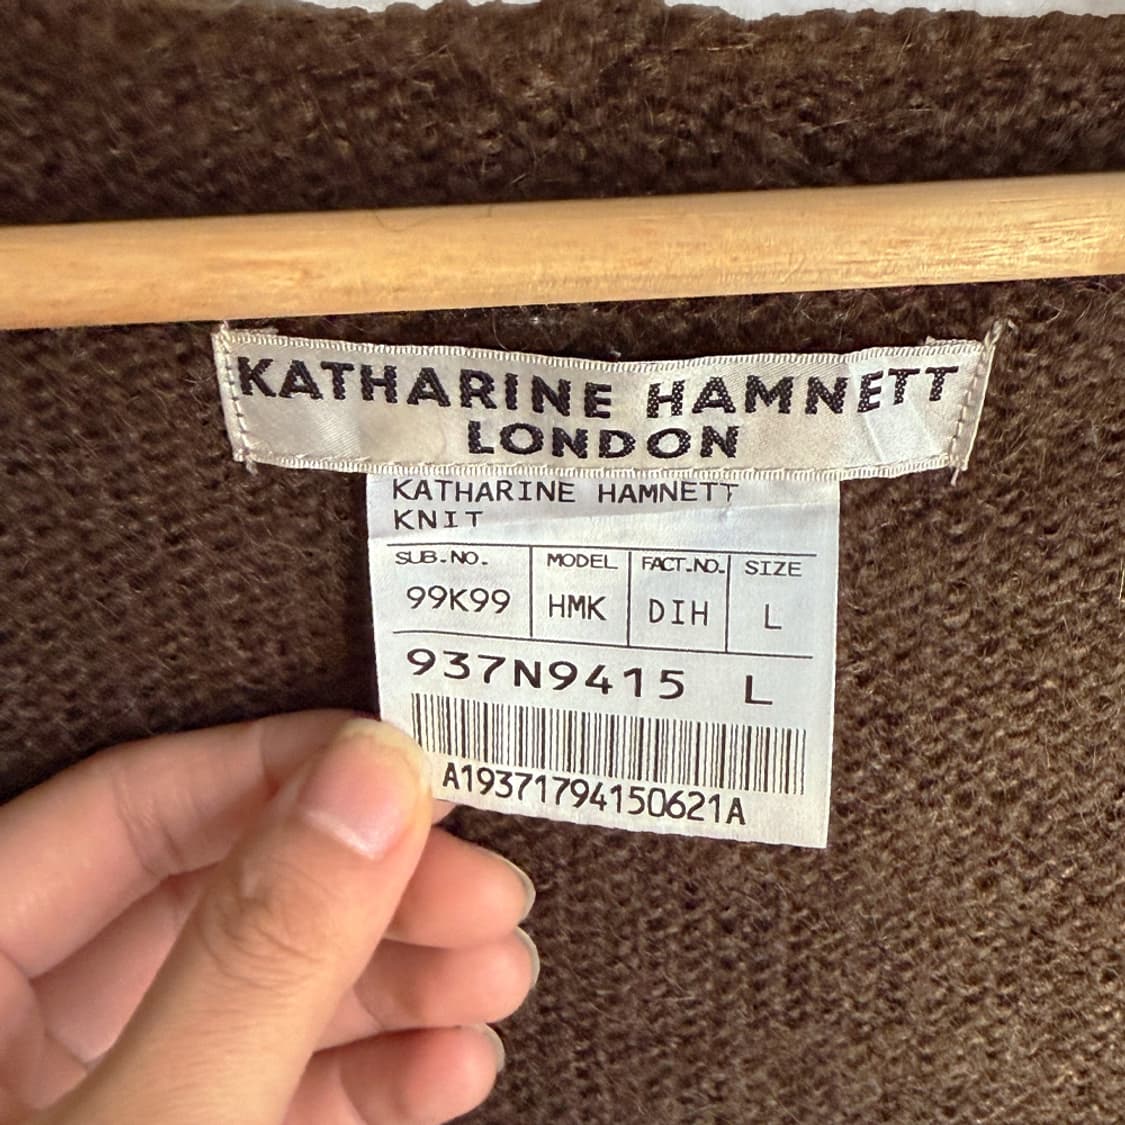 KATHARINE HAMNETT
LONDON
KATHARINE HAMNETT
KNIT
SUB.NO. MODEL FACT.NO. SIZE
99K99 HMK DIH L
937N9415 L
A19371794150621A